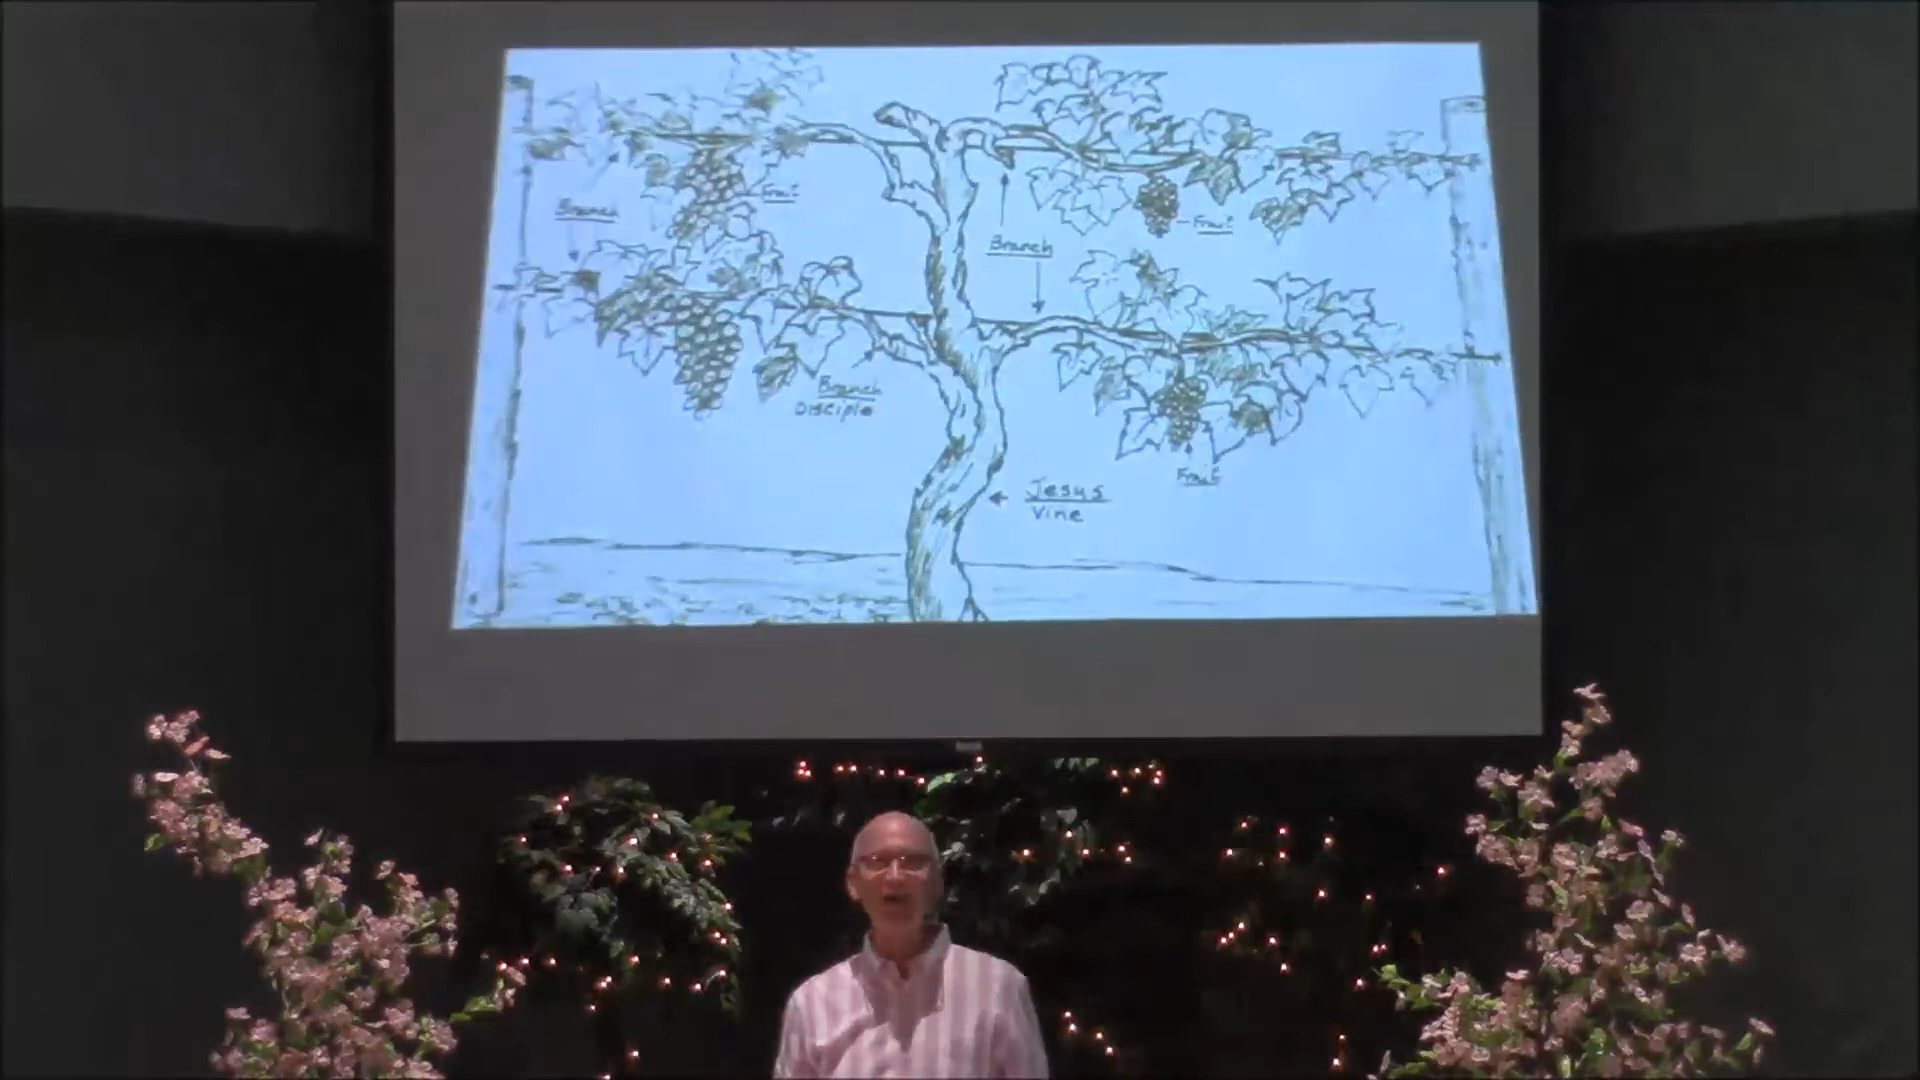 Fruit
Branch
Fruit
Branch
Branch
Disciple
Fruit
Jesus
Vine